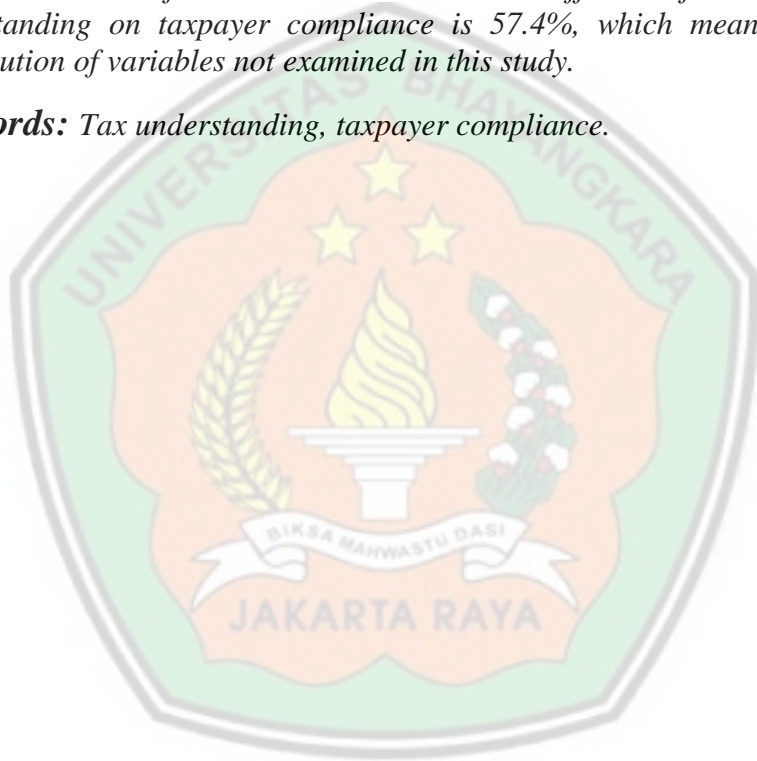 standing on taxpayer compliance is 57.4%, which mean
ution of variables not examined in this study.
ords: Tax understanding, taxpayer compliance.
UNIVERSITAS BHAYANGKARA
BIKSA MAHWASTU DASI
JAKARTA RAYA